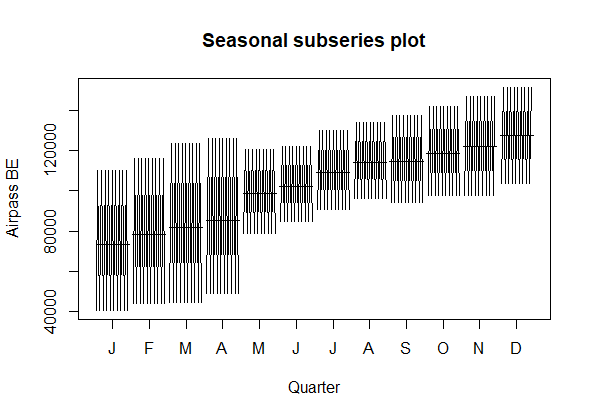 Seasonal subseries plot
Airpass BE
120000
80000
40000
J F M A M J J A S O N D
Quarter